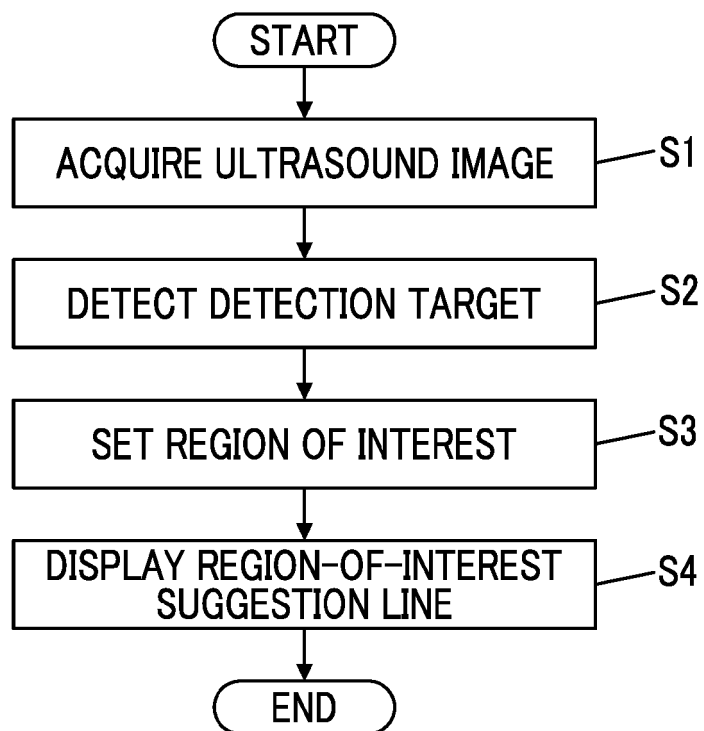 START
ACQUIRE ULTRASOUND IMAGE
S1
DETECT DETECTION TARGET
S2
SET REGION OF INTEREST
S3
DISPLAY REGION-OF-INTEREST
SUGGESTION LINE
S4
END